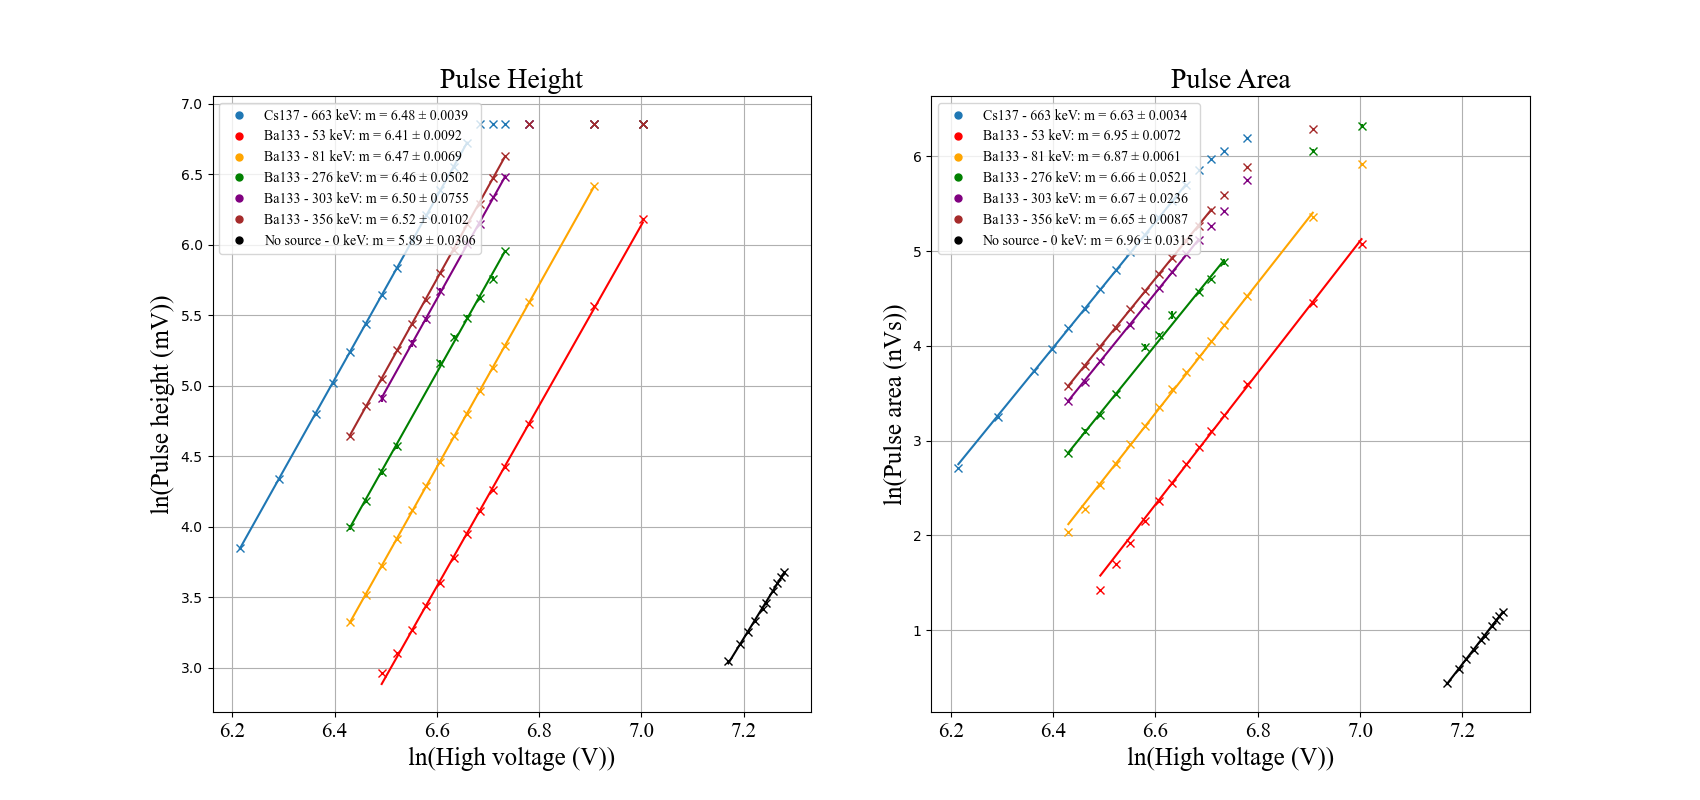 Pulse Height
7.0
6.5
6.0
5.5
5.0
4.5
4.0
3.5
3.0
ln(Pulse height (mV))
Cs137 - 663 keV: m = 6.48 ± 0.0039
Ba133 - 53 keV: m = 6.41 ± 0.0092
Ba133 - 81 keV: m = 6.47 ± 0.0069
Ba133 - 276 keV: m = 6.46 ± 0.0502
Ba133 - 303 keV: m = 6.50 ± 0.0755
Ba133 - 356 keV: m = 6.52 ± 0.0102
No source - 0 keV: m = 5.89 ± 0.0306
6.2 6.4 6.6 6.8 7.0 7.2
ln(High voltage (V))
Pulse Area
6
5
4
3
2
1
ln(Pulse area (nVs))
Cs137 - 663 keV: m = 6.63 ± 0.0034
Ba133 - 53 keV: m = 6.95 ± 0.0072
Ba133 - 81 keV: m = 6.87 ± 0.0061
Ba133 - 276 keV: m = 6.66 ± 0.0521
Ba133 - 303 keV: m = 6.67 ± 0.0236
Ba133 - 356 keV: m = 6.65 ± 0.0087
No source - 0 keV: m = 6.96 ± 0.0315
6.2 6.4 6.6 6.8 7.0 7.2
ln(High voltage (V))